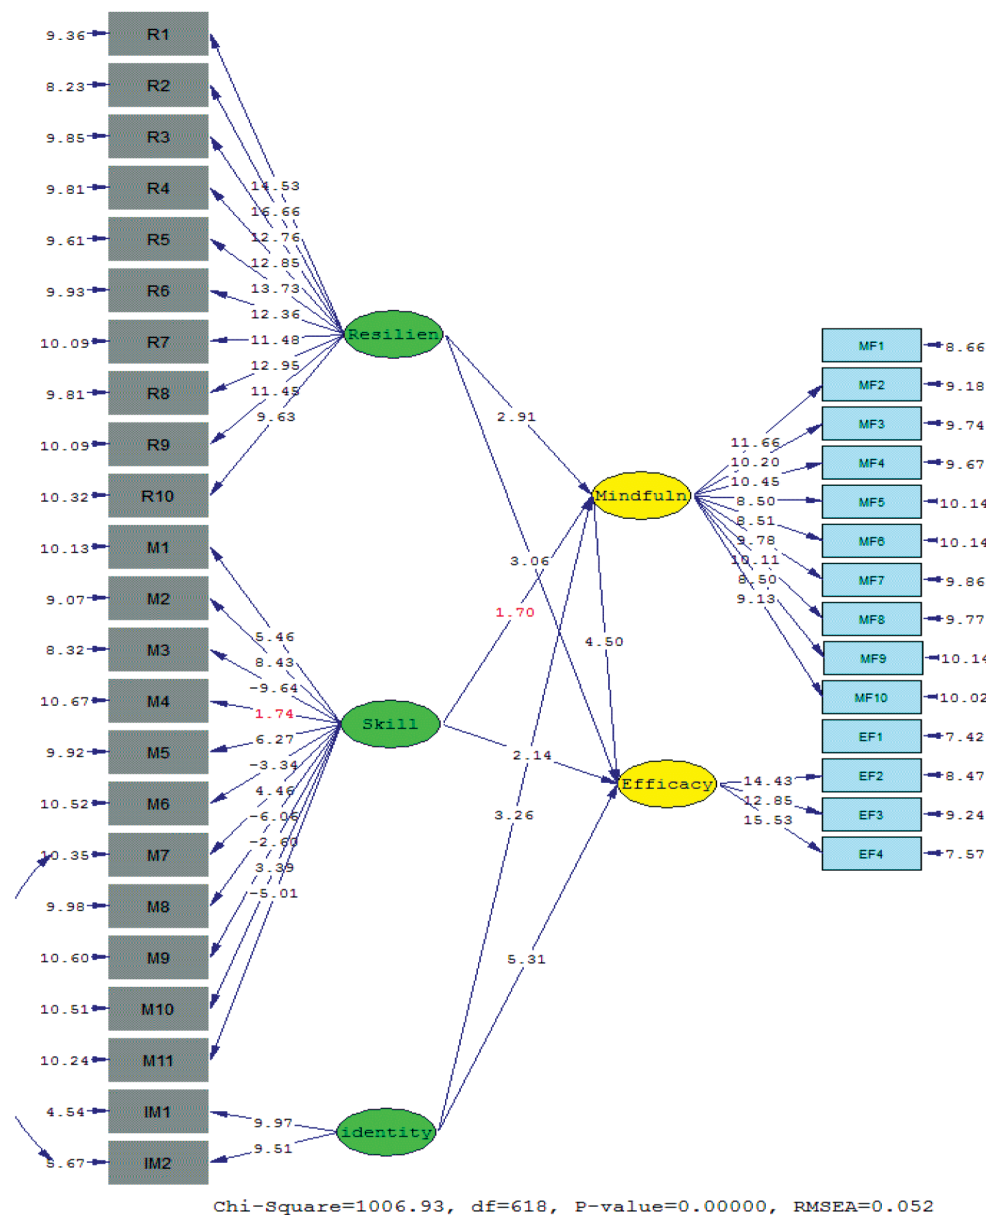 9.36 R1
8.23 R2
9.85 R3
9.81 R4
9.61 R5
9.93 R6
10.09 R7
9.81 R8
10.09 R9
10.32 R10
10.13 M1
9.07 M2
8.32 M3
10.67 M4
9.92 M5
10.52 M6
10.35 M7
9.98 M8
10.60 M9
10.51 M10
10.24 M11
4.54 IM1
5.67 IM2
14.53
16.66
12.76
12.85
13.73
12.36
11.48
12.95
11.45
9.63
Resilien
5.46
8.43
-9.64
1.74
6.27
-3.34
4.46
-6.06
-2.60
3.39
-5.01
Skill
9.97
9.51
identity
2.91
3.06
1.70
4.50
2.14
3.26
5.31
Mindfuln
Efficacy
11.66
10.20
10.45
8.50
8.51
9.78
10.11
8.50
9.13
14.43
12.85
15.53
MF1 8.66
MF2 9.18
MF3 9.74
MF4 9.67
MF5 10.14
MF6 10.14
MF7 9.86
MF8 9.77
MF9 10.14
MF10 10.02
EF1 7.42
EF2 8.47
EF3 9.24
EF4 7.57
Chi-Square=1006.93, df=618, P-value=0.00000, RMSEA=0.052